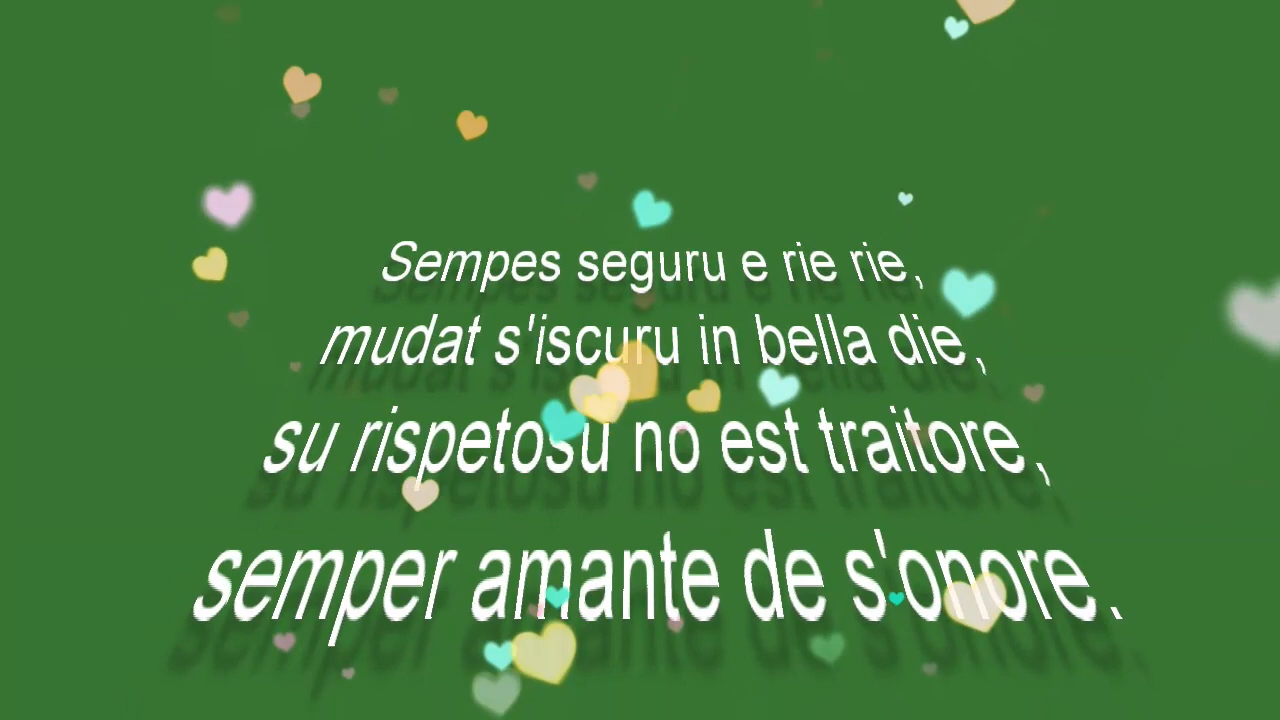 Sempes seguru e rie rie,
mudat s'iscuru in bella die,
su rispetosu no est traitore,
semper amante de s'onore.